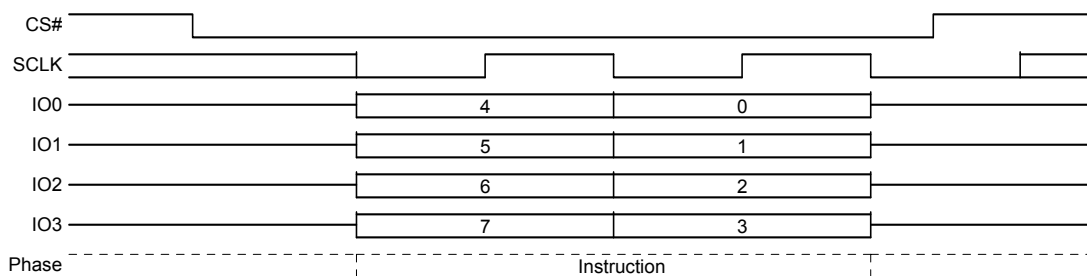 CS#
SCLK
IO0 4 0
IO1 5 1
IO2 6 2
IO3 7 3
Phase Instruction